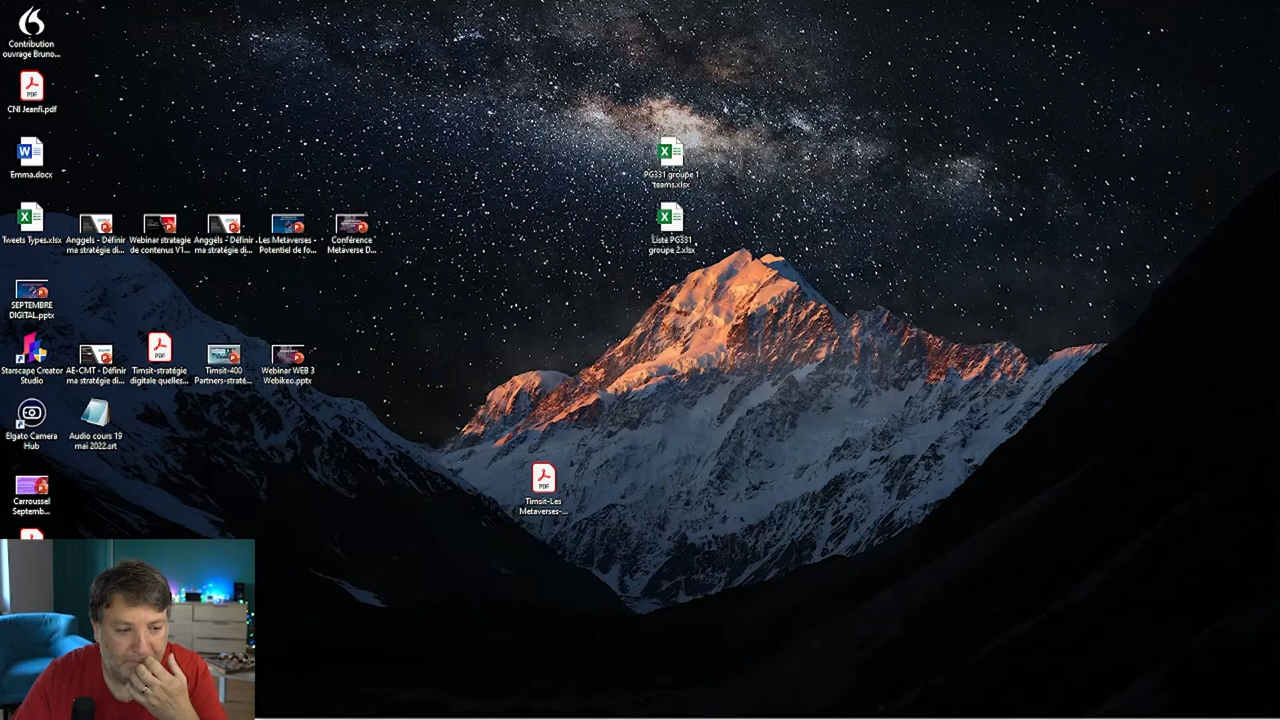 Contribution
ouvrage Bruno...
CNI Jeanfi.pdf
Emma.docx
Tweets Types.xlsx
Anggels - Définir
ma stratégie di...
Webinar strategie
de contenus V1...
Anggels - Définir
ma stratégie di...
Les Metaverses -
Potentiel de fo...
Conférence
Metaverse D...
PG331 groupe 1
teams.xlsx
Liste PG331
groupe 2.xlsx
SEPTEMBRE
DIGITAL.pptx
Starscape Creator
Studio
AE-CMT - Définir
ma stratégie di...
PDF
Timsit-stratégie
digitale quelles...
Timsit-400
Partners-straté...
Webinar WEB 3
Webikeo.pptx
Elgato Camera
Hub
Audio cours 19
mai 2022.srt
Carroussel
Septemb...
PDF
Timsit-Les
Metaverses-...